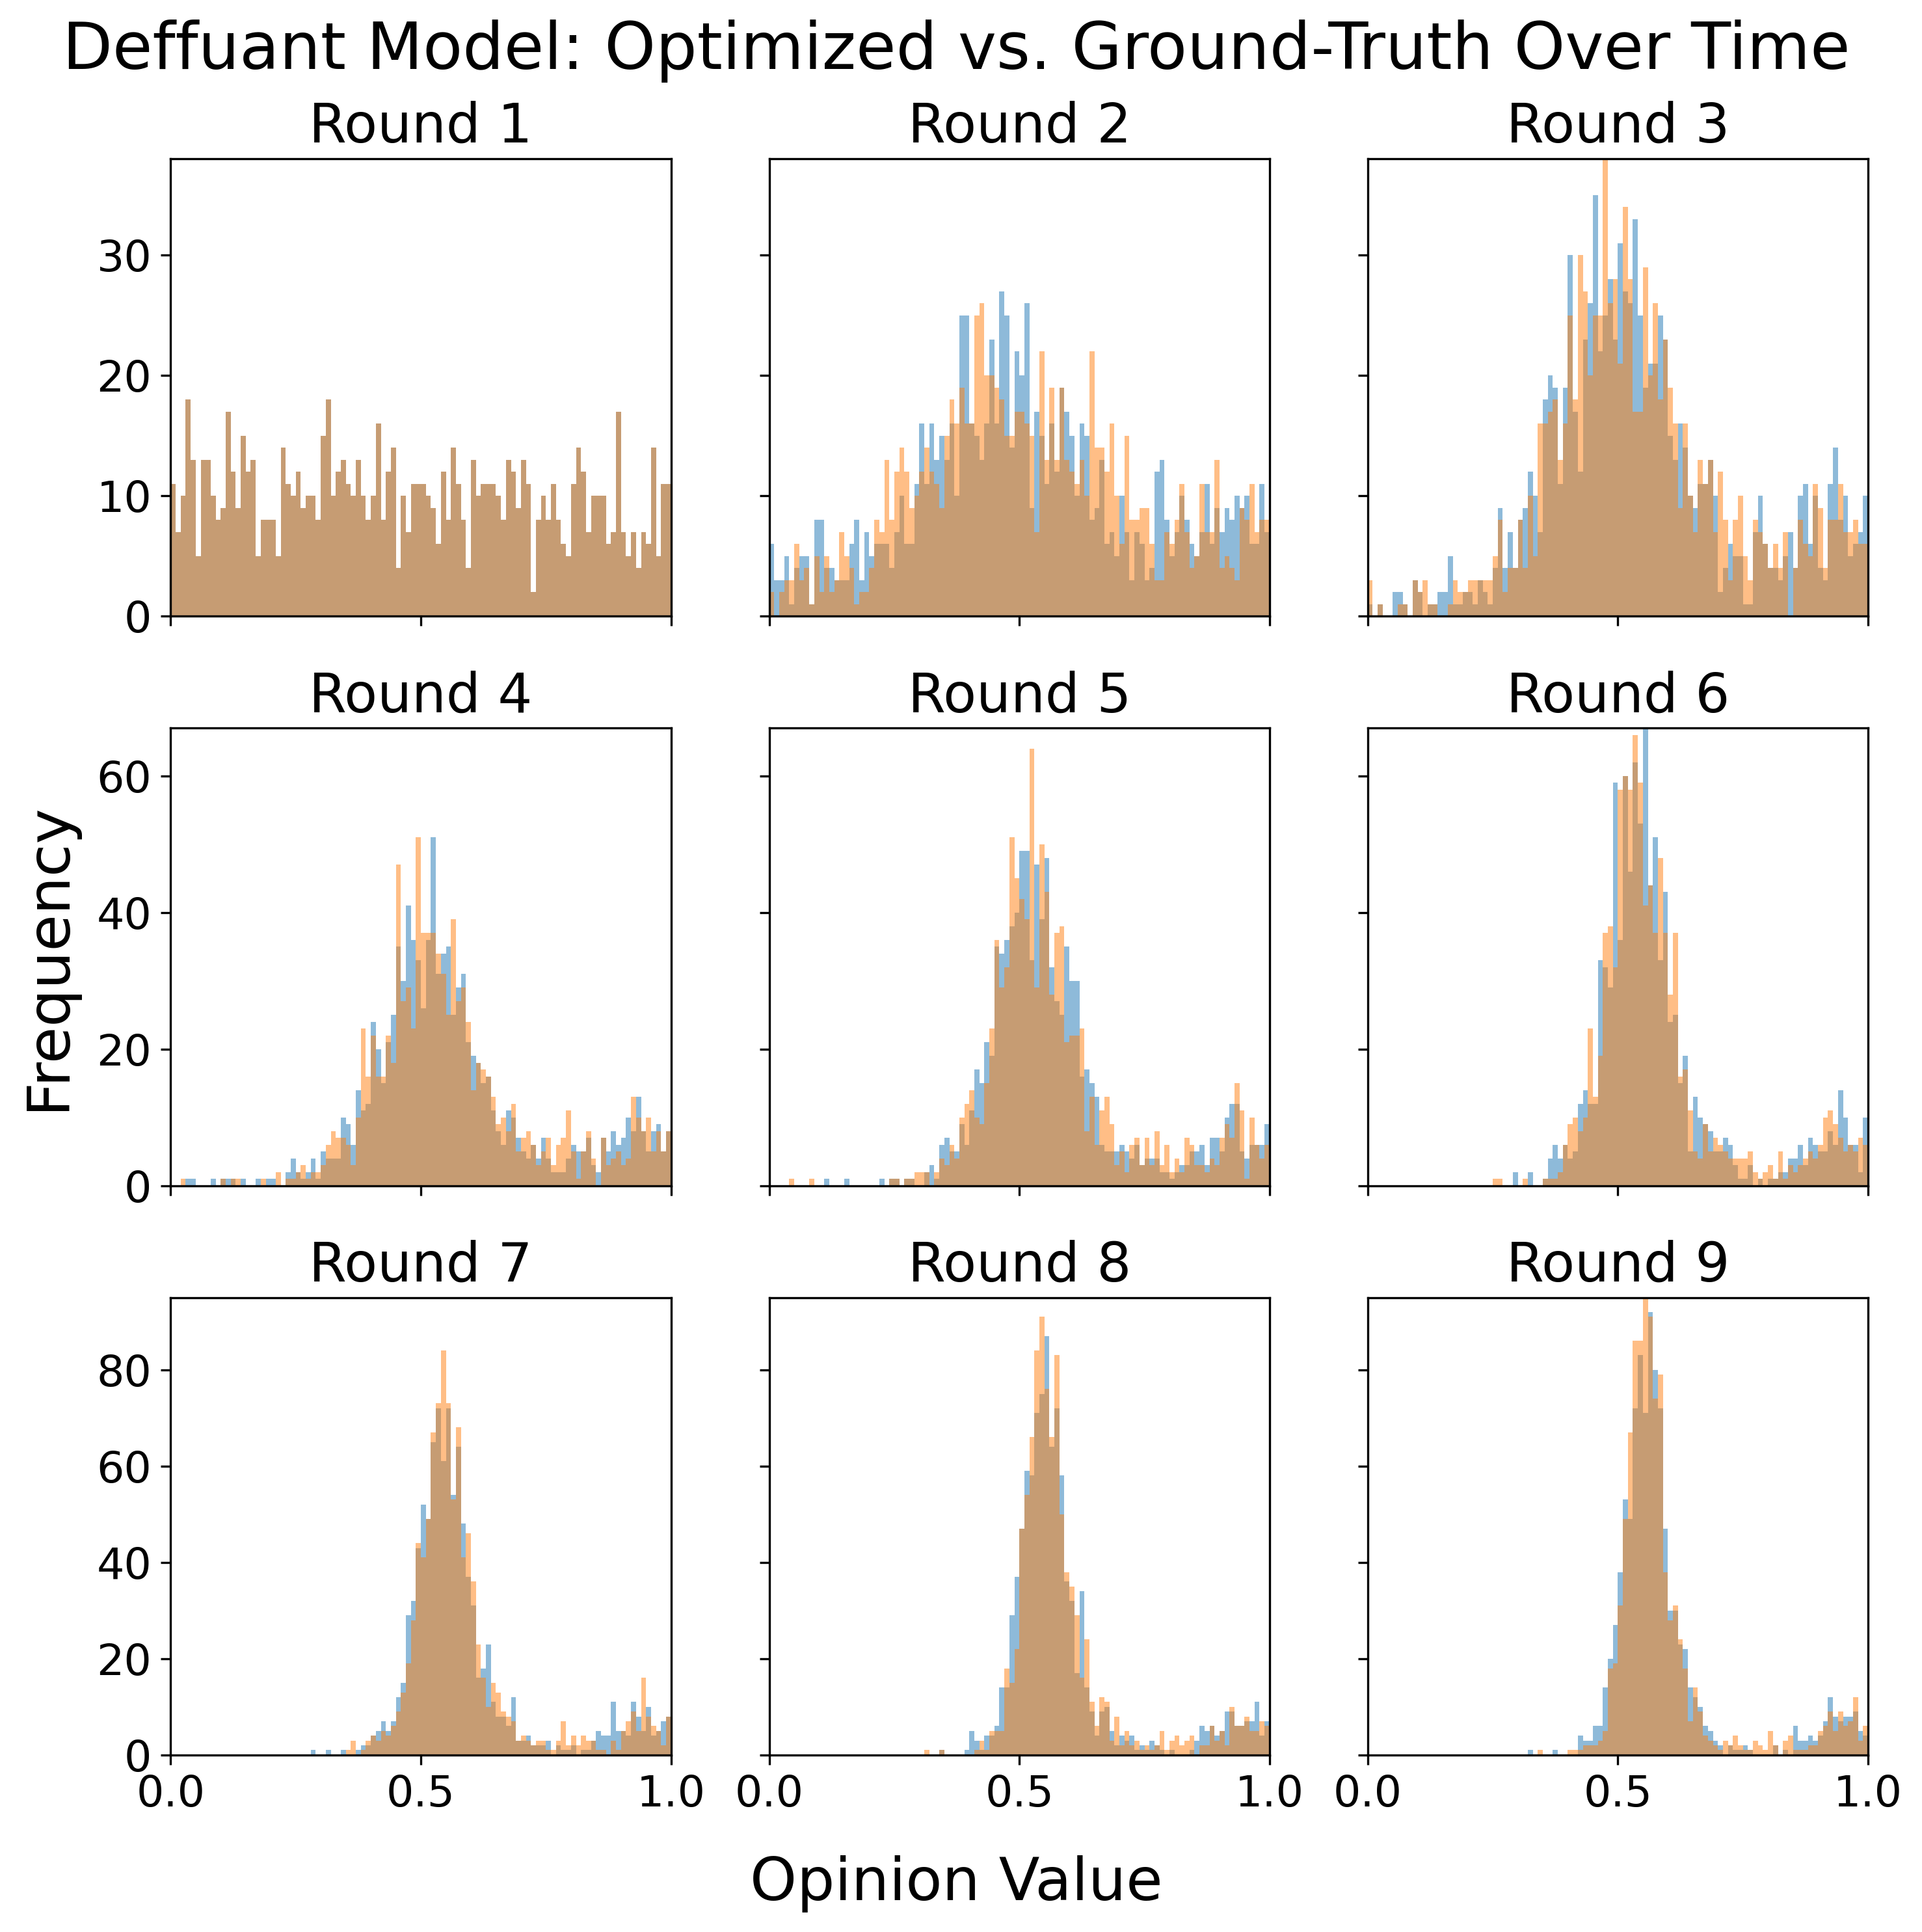 Deffuant Model: Optimized vs. Ground-Truth Over Time
Round 1
Round 2
Round 3
30
20
10
0
Round 4
Round 5
Round 6
60
40
20
0
Frequency
Round 7
Round 8
Round 9
80
60
40
20
0
0.0 0.5 1.0
0.0 0.5 1.0
0.0 0.5 1.0
Opinion Value